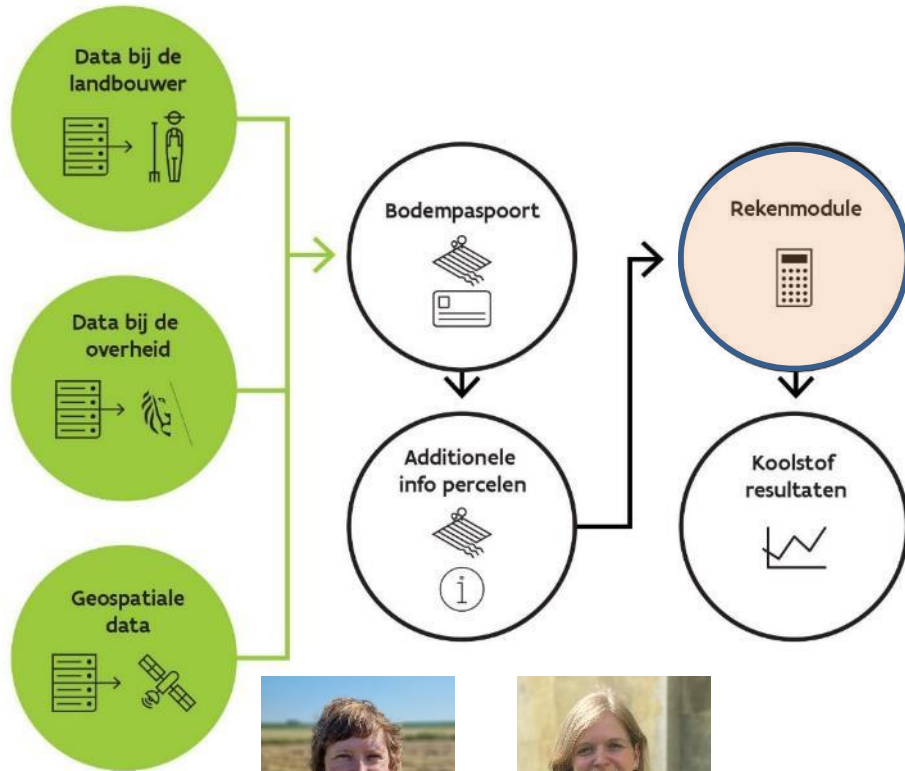 Data bij de
landbouwer
Data bij de
overheid
Geospatiale
data
Bodempaspoort
Additionele
info percelen
i
Rekenmodule
Koolstof
resultaten